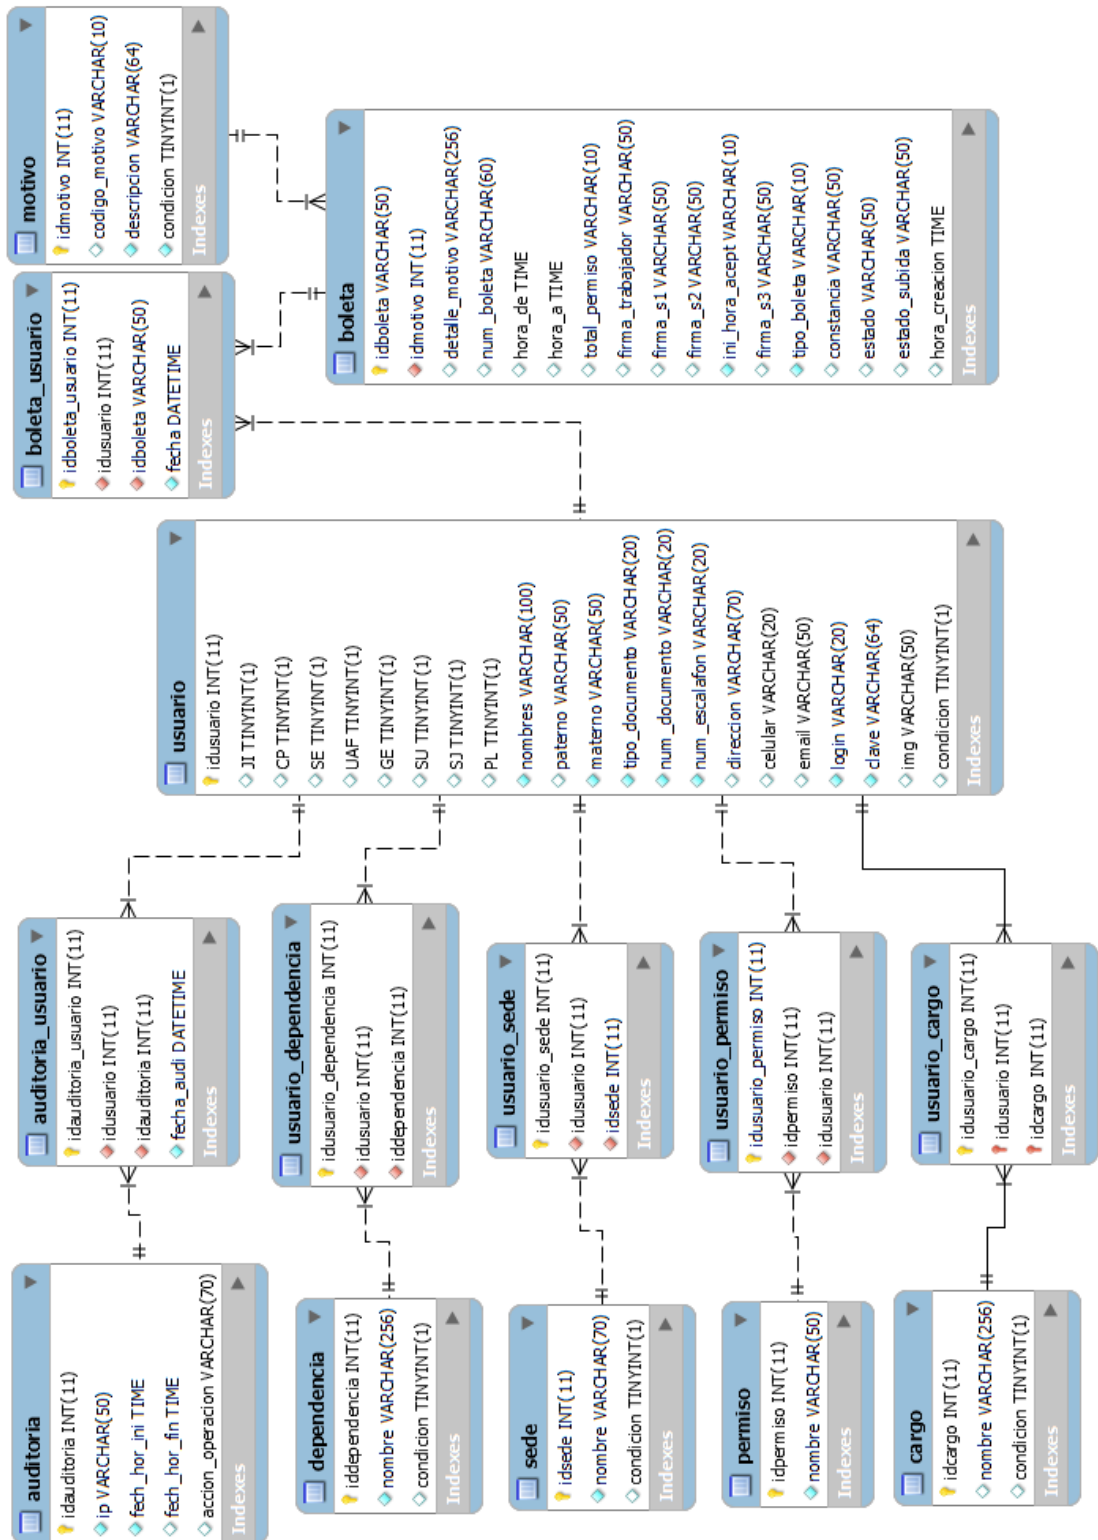 auditoria
idauditoria INT(11)
ip VARCHAR(50)
fech_hor_ini TIME
fech_hor_fin TIME
accion_operacion VARCHAR(70)
Indexes
dependencia
iddependencia INT(11)
nombre VARCHAR(256)
condicion TINYINT(1)
Indexes
sede
idsede INT(11)
nombre VARCHAR(70)
condicion TINYINT(1)
Indexes
permiso
idpermiso INT(11)
nombre VARCHAR(50)
Indexes
cargo
idcargo INT(11)
nombre VARCHAR(256)
condicion TINYINT(1)
Indexes
auditoria_usuario
idauditoria_usuario INT(11)
idusuario INT(11)
idauditoria INT(11)
fecha_audi DATETIME
Indexes
usuario_dependencia
idusuario_dependencia INT(11)
idusuario INT(11)
iddependencia INT(11)
Indexes
usuario_sede
idusuario_sede INT(11)
idusuario INT(11)
idsede INT(11)
Indexes
usuario_permiso
idusuario_permiso INT(11)
idpermiso INT(11)
idusuario INT(11)
Indexes
usuario_cargo
idusuario_cargo INT(11)
idusuario INT(11)
idcargo INT(11)
Indexes
usuario
idusuario INT(11)
JI TINYINT(1)
CP TINYINT(1)
SE TINYINT(1)
UAF TINYINT(1)
GE TINYINT(1)
SU TINYINT(1)
SJ TINYINT(1)
PL TINYINT(1)
nombres VARCHAR(100)
paterno VARCHAR(50)
materno VARCHAR(50)
tipo_documento VARCHAR(20)
num_documento VARCHAR(20)
num_escalafon VARCHAR(20)
direccion VARCHAR(70)
celular VARCHAR(20)
email VARCHAR(50)
login VARCHAR(20)
clave VARCHAR(64)
img VARCHAR(50)
condicion TINYINT(1)
Indexes
boleta_usuario
idboleta_usuario INT(11)
idusuario INT(11)
idboleta VARCHAR(50)
fecha DATETIME
Indexes
motivo
idmotivo INT(11)
codigo_motivo VARCHAR(10)
descripcion VARCHAR(64)
condicion TINYINT(1)
Indexes
boleta
idboleta VARCHAR(50)
idmotivo INT(11)
detalle_motivo VARCHAR(256)
num_boleta VARCHAR(60)
hora_de TIME
hora_a TIME
total_permiso VARCHAR(10)
firma_trabajador VARCHAR(50)
firma_s1 VARCHAR(50)
firma_s2 VARCHAR(50)
ini_hora_acept VARCHAR(10)
firma_s3 VARCHAR(50)
tipo_boleta VARCHAR(10)
constancia VARCHAR(50)
estado VARCHAR(50)
estado_subida VARCHAR(50)
hora_creacion TIME
Indexes